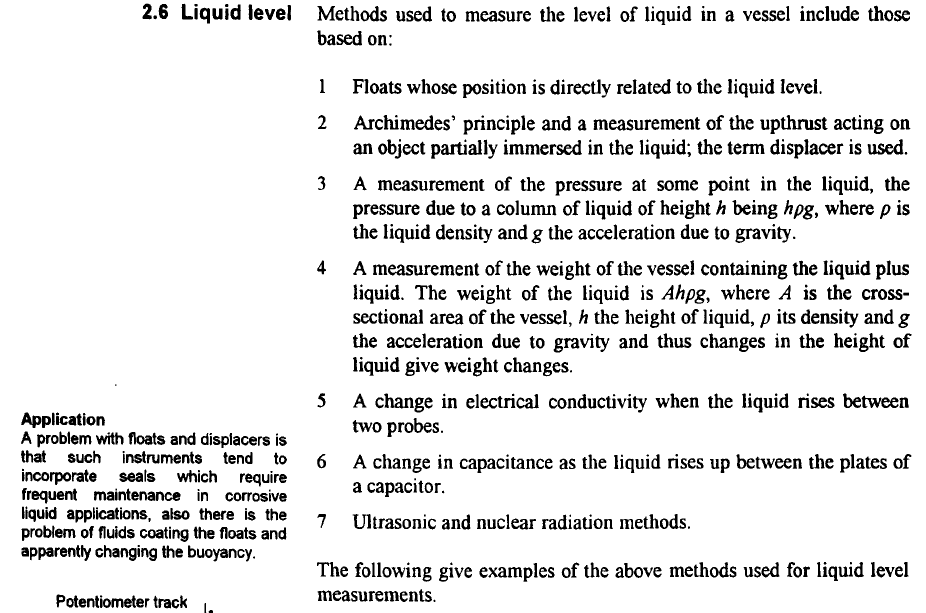 2.6 Liquid level
Methods used to measure the level of liquid in a vessel include those
based on:
1 Floats whose position is directly related to the liquid level.
2 Archimedes' principle and a measurement of the upthrust acting on
an object partially immersed in the liquid; the term displacer is used.
3 A measurement of the pressure at some point in the liquid, the
pressure due to a column of liquid of height h being hρg, where ρ is
the liquid density and g the acceleration due to gravity.
4 A measurement of the weight of the vessel containing the liquid plus
liquid. The weight of the liquid is Ahρg, where A is the cross-
sectional area of the vessel, h the height of liquid, ρ its density and g
the acceleration due to gravity and thus changes in the height of
liquid give weight changes.
5 A change in electrical conductivity when the liquid rises between
two probes.
6 A change in capacitance as the liquid rises up between the plates of
a capacitor.
7 Ultrasonic and nuclear radiation methods.
The following give examples of the above methods used for liquid level
measurements.
Application
A problem with floats and displacers is
that such instruments tend to
incorporate seals which require
frequent maintenance in corrosive
liquid applications, also there is the
problem of fluids coating the floats and
apparently changing the buoyancy.
Potentiometer track